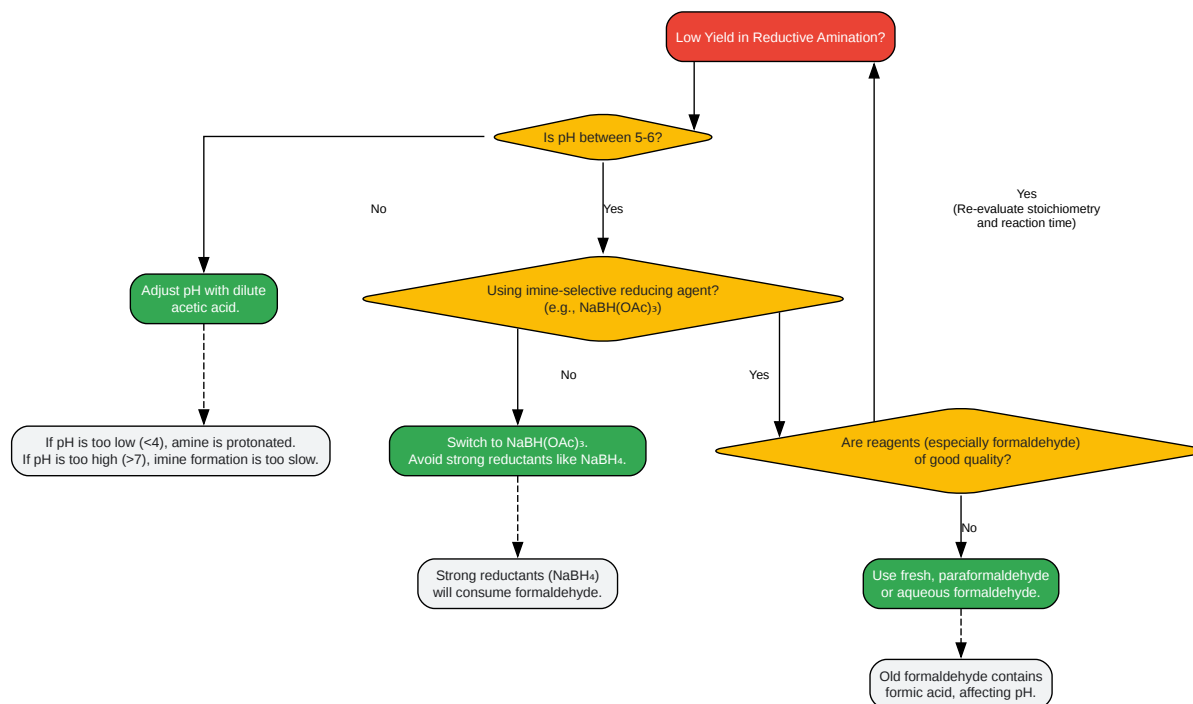 Low Yield in Reductive Amination?
Is pH between 5-6?
No
Yes
Yes
(Re-evaluate stoichiometry
and reaction time)
Adjust pH with dilute
acetic acid.
Using imine-selective reducing agent?
(e.g., NaBH(OAc)₃)
No
Yes
If pH is too low (<4), amine is protonated.
If pH is too high (>7), imine formation is too slow.
Switch to NaBH(OAc)₃.
Avoid strong reductants like NaBH₄.
Are reagents (especially formaldehyde)
of good quality?
No
Strong reductants (NaBH₄)
will consume formaldehyde.
Use fresh, paraformaldehyde
or aqueous formaldehyde.
Old formaldehyde contains
formic acid, affecting pH.